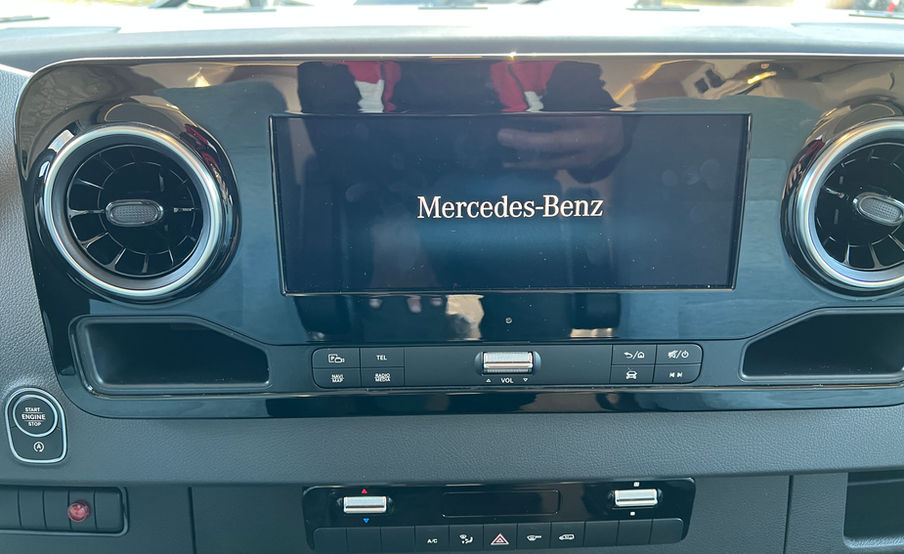 Mercedes-Benz
TEL
NAVI
MAP
RADIO
MEDIA
VOL
START
ENGINE
STOP
A
A/C